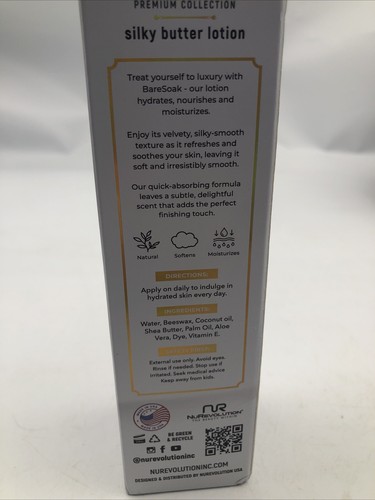 PREMIUM COLLECTION
silky butter lotion
Treat yourself to luxury with
BareSoak - our lotion
hydrates, nourishes and
moisturizes.
Enjoy its velvety, silky-smooth
texture as it refreshes and
soothes your skin, leaving it
soft and irresistibly smooth.
Our quick-absorbing formula
leaves a subtle, delightful
scent that adds the perfect
finishing touch.
Natural
Softens
Moisturizes
DIRECTIONS:
Apply on daily to indulge in
hydrated skin every day.
INGREDIENTS:
Water, Beeswax, Coconut oil,
Shea Butter, Palm Oil, Aloe
Vera, Dye, Vitamin E.
External use only. Avoid eyes.
Rinse if needed. Stop use if
irritated. Seek medical advice
Keep away from kids.
NUREVOLUTION
BE GREEN
& RECYCLE
@nurevolutioninc
NUREVOLUTIONINC.COM
DESIGNED & DISTRIBUTED BY NUREVOLUTION USA